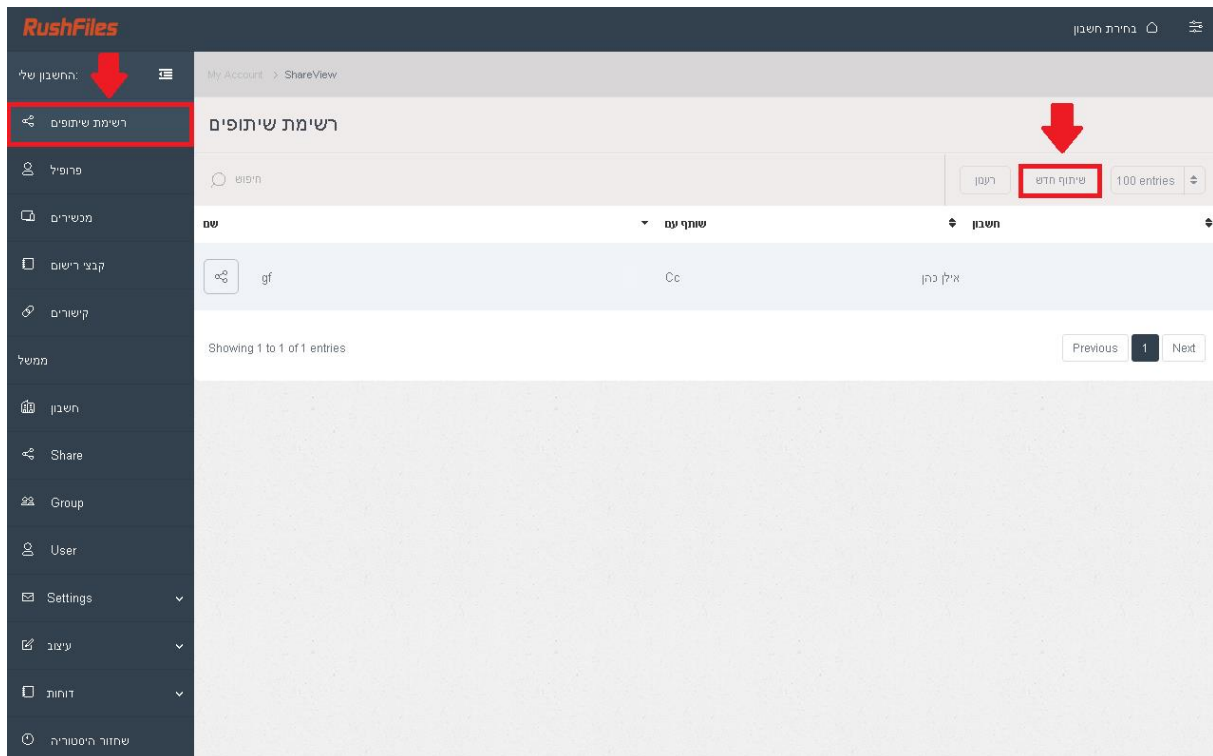 RushFiles
בחירת חשבון
החשבון שלי:
My Account > ShareView
רשימת שיתופים
רשימת שיתופים
פרופיל
חיפוש
רענון
שיתוף חדש
100 entries
מכשירים
שם
שותף עם
חשבון
קבצי רישום
gf
Cc
אילן כהן
קישורים
Showing 1 to 1 of 1 entries
Previous 1 Next
ממשל
חשבון
Share
Group
User
Settings
עיצוב
דוחות
שחזור היסטוריה